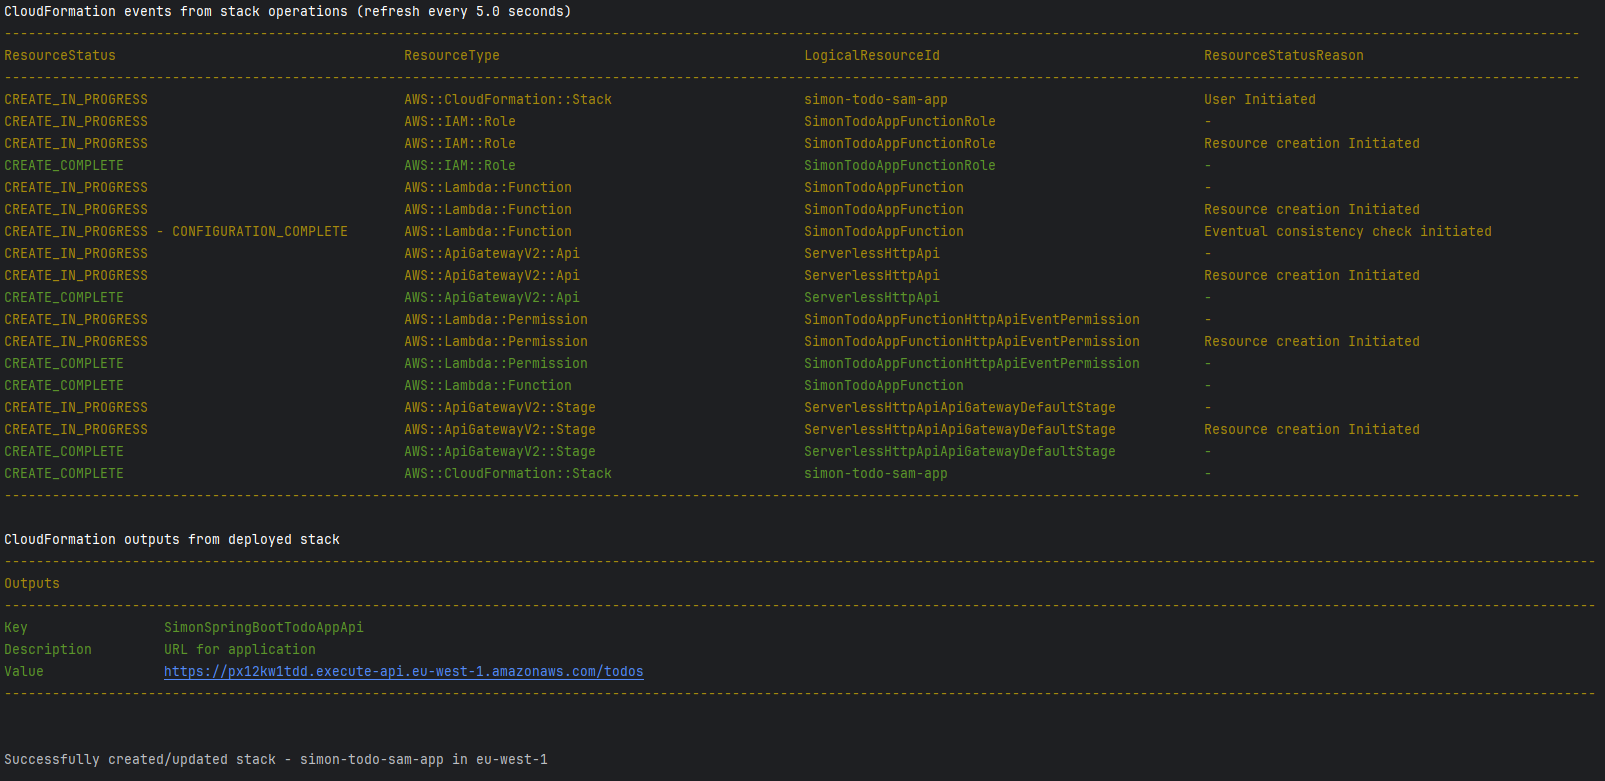 CloudFormation events from stack operations (refresh every 5.0 seconds)
-----------------------------------------------------------------------------------------------------------------------------------------------------------------------------------------------------
ResourceStatus ResourceType LogicalResourceId ResourceStatusReason
-----------------------------------------------------------------------------------------------------------------------------------------------------------------------------------------------------
CREATE_IN_PROGRESS AWS::CloudFormation::Stack simon-todo-sam-app User Initiated
CREATE_IN_PROGRESS AWS::IAM::Role SimonTodoAppFunctionRole -
CREATE_IN_PROGRESS AWS::IAM::Role SimonTodoAppFunctionRole Resource creation Initiated
CREATE_COMPLETE AWS::IAM::Role SimonTodoAppFunctionRole -
CREATE_IN_PROGRESS AWS::Lambda::Function SimonTodoAppFunction -
CREATE_IN_PROGRESS AWS::Lambda::Function SimonTodoAppFunction Resource creation Initiated
CREATE_IN_PROGRESS - CONFIGURATION_COMPLETE AWS::Lambda::Function SimonTodoAppFunction Eventual consistency check initiated
CREATE_IN_PROGRESS AWS::ApiGatewayV2::Api ServerlessHttpApi -
CREATE_IN_PROGRESS AWS::ApiGatewayV2::Api ServerlessHttpApi Resource creation Initiated
CREATE_COMPLETE AWS::ApiGatewayV2::Api ServerlessHttpApi -
CREATE_IN_PROGRESS AWS::Lambda::Permission SimonTodoAppFunctionHttpApiEventPermission -
CREATE_IN_PROGRESS AWS::Lambda::Permission SimonTodoAppFunctionHttpApiEventPermission Resource creation Initiated
CREATE_COMPLETE AWS::Lambda::Permission SimonTodoAppFunctionHttpApiEventPermission -
CREATE_COMPLETE AWS::Lambda::Function SimonTodoAppFunction -
CREATE_IN_PROGRESS AWS::ApiGatewayV2::Stage ServerlessHttpApiApiGatewayDefaultStage -
CREATE_IN_PROGRESS AWS::ApiGatewayV2::Stage ServerlessHttpApiApiGatewayDefaultStage Resource creation Initiated
CREATE_COMPLETE AWS::ApiGatewayV2::Stage ServerlessHttpApiApiGatewayDefaultStage -
CREATE_COMPLETE AWS::CloudFormation::Stack simon-todo-sam-app -
-----------------------------------------------------------------------------------------------------------------------------------------------------------------------------------------------------
CloudFormation outputs from deployed stack
-------------------------------------------------------------------------------------------------------------------------------------------------------------------------------------------------------
Outputs
-------------------------------------------------------------------------------------------------------------------------------------------------------------------------------------------------------
Key SimonSpringBootTodoAppApi
Description URL for application
Value https://px12kw1tdd.execute-api.eu-west-1.amazonaws.com/todos
-------------------------------------------------------------------------------------------------------------------------------------------------------------------------------------------------------
Successfully created/updated stack - simon-todo-sam-app in eu-west-1